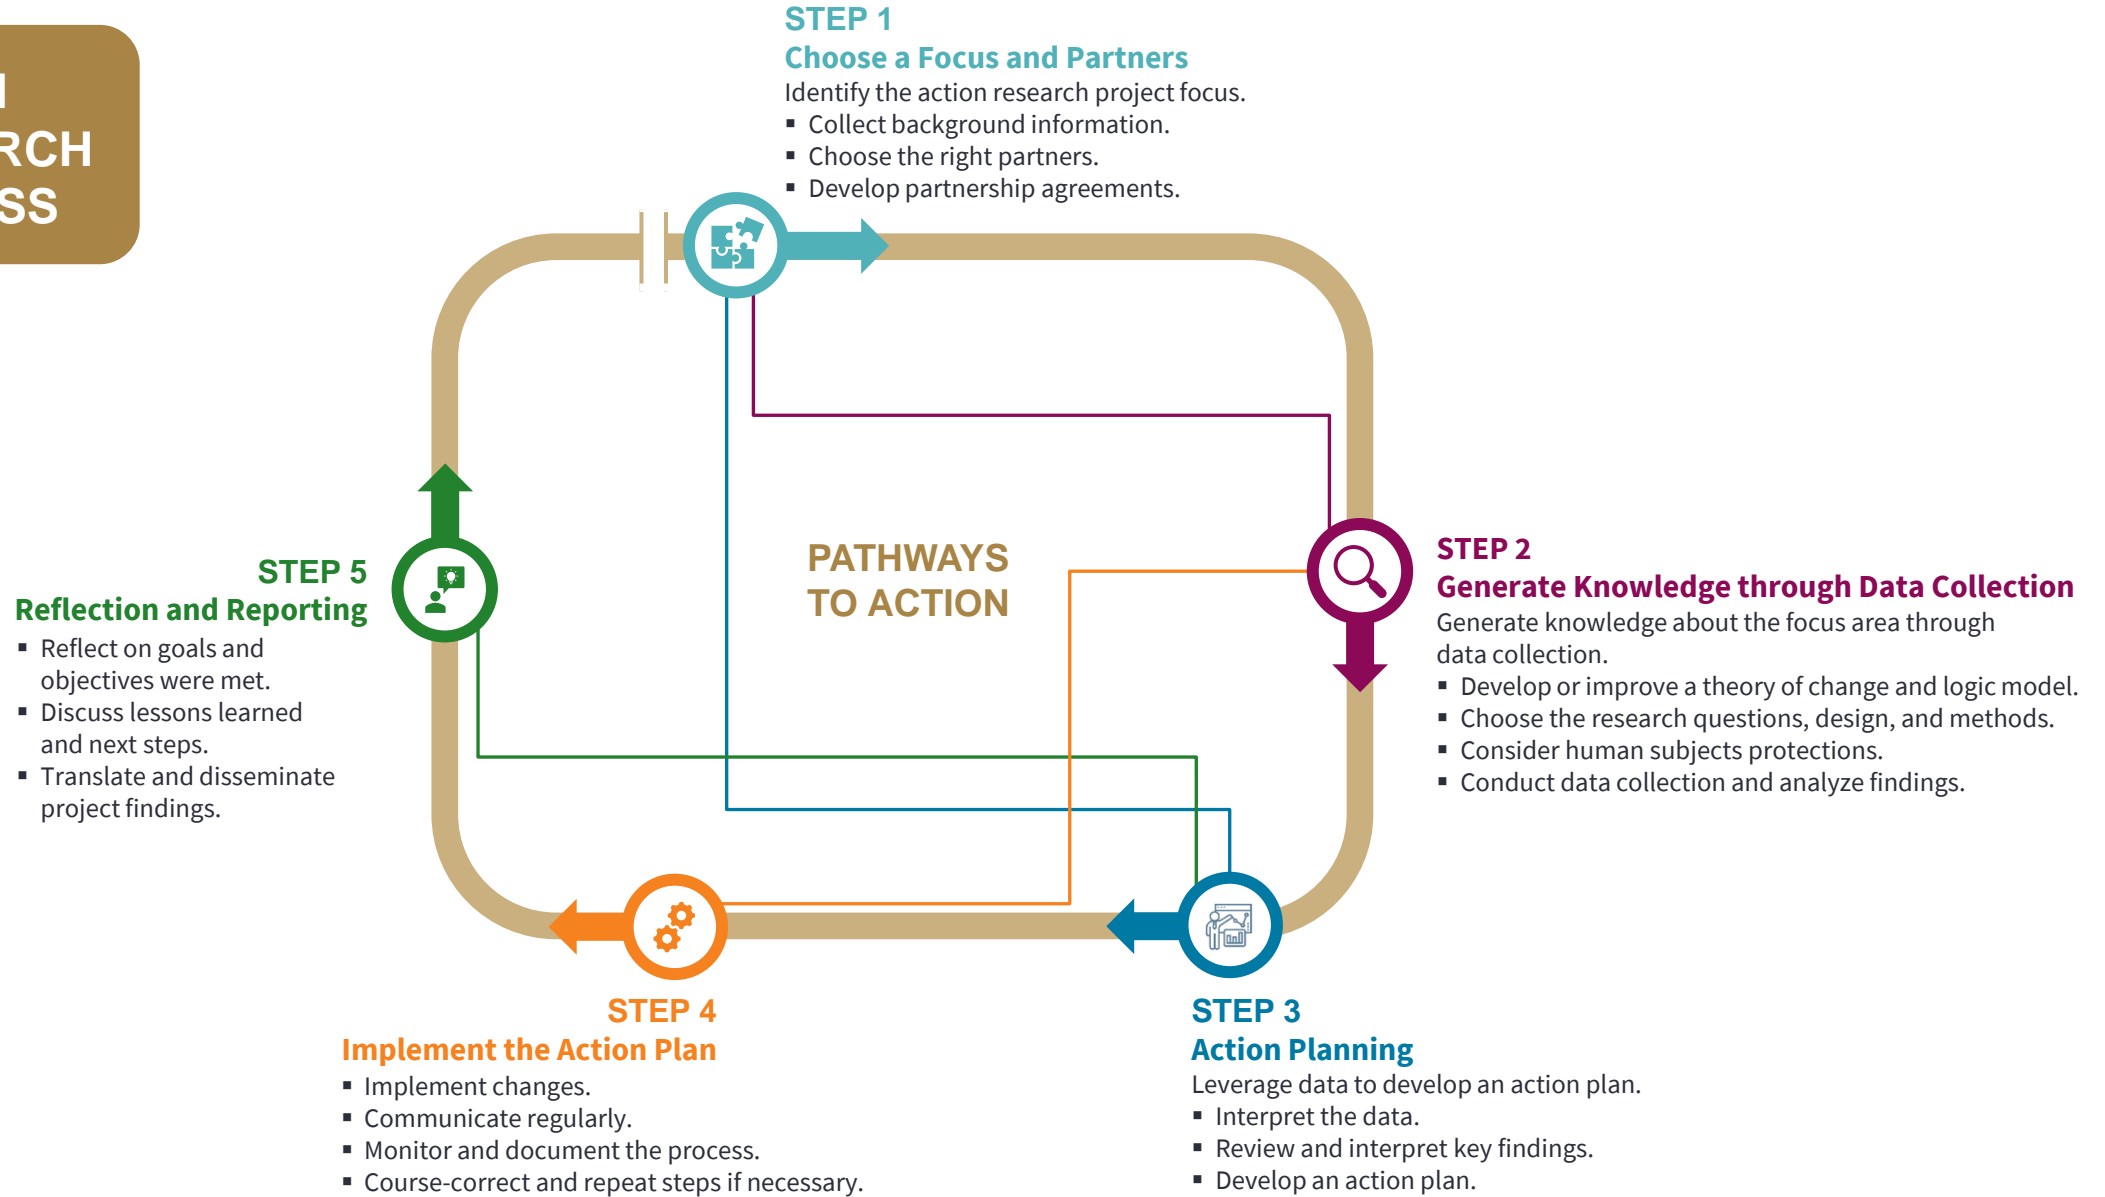 RCH
SS
STEP 1
Choose a Focus and Partners
Identify the action research project focus.
▪ Collect background information.
▪ Choose the right partners.
▪ Develop partnership agreements.
PATHWAYS
TO ACTION
STEP 2
Generate Knowledge through Data Collection
Generate knowledge about the focus area through
data collection.
▪ Develop or improve a theory of change and logic model.
▪ Choose the research questions, design, and methods.
▪ Consider human subjects protections.
▪ Conduct data collection and analyze findings.
STEP 3
Action Planning
Leverage data to develop an action plan.
▪ Interpret the data.
▪ Review and interpret key findings.
▪ Develop an action plan.
STEP 4
Implement the Action Plan
▪ Implement changes.
▪ Communicate regularly.
▪ Monitor and document the process.
▪ Course-correct and repeat steps if necessary.
STEP 5
Reflection and Reporting
▪ Reflect on goals and
objectives were met.
▪ Discuss lessons learned
and next steps.
▪ Translate and disseminate
project findings.